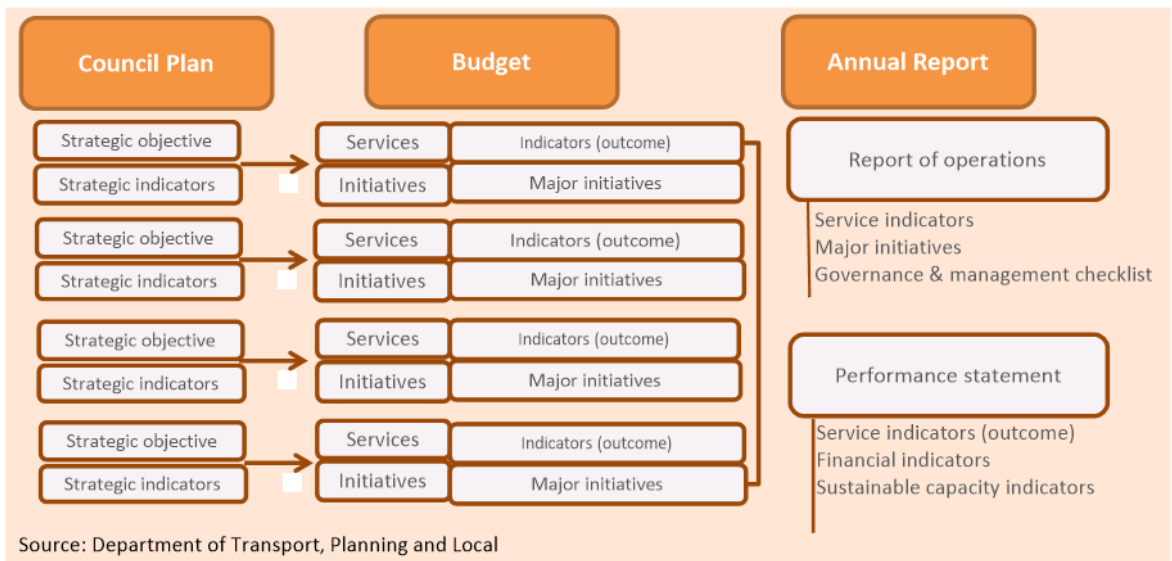 Council Plan
Budget
Annual Report
Strategic objective
Strategic indicators
Services
Indicators (outcome)
Initiatives
Major initiatives
Strategic objective
Strategic indicators
Services
Indicators (outcome)
Initiatives
Major initiatives
Strategic objective
Strategic indicators
Services
Indicators (outcome)
Initiatives
Major initiatives
Strategic objective
Strategic indicators
Services
Indicators (outcome)
Initiatives
Major initiatives
Report of operations
Service indicators
Major initiatives
Governance & management checklist
Performance statement
Service indicators (outcome)
Financial indicators
Sustainable capacity indicators
Source: Department of Transport, Planning and Local